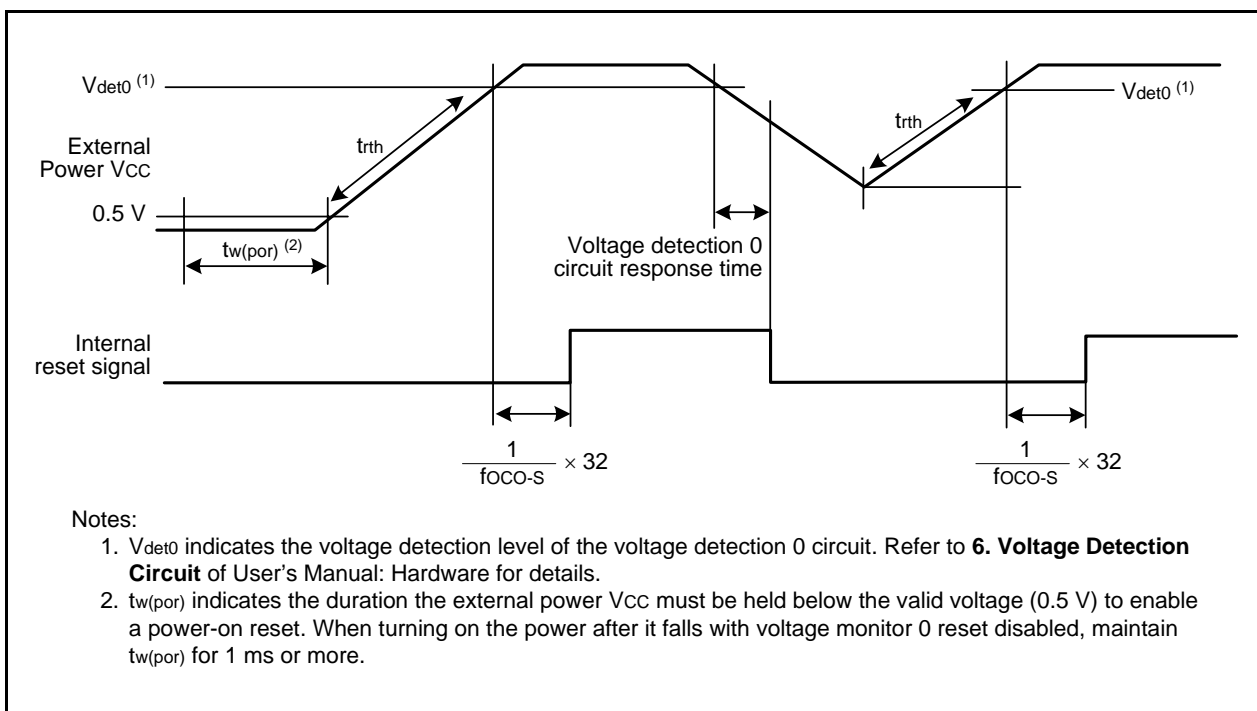 Vdet0 (1)
External
Power VCC
0.5 V
tw(por) (2)
trth
Voltage detection 0
circuit response time
trth
Vdet0 (1)
Internal
reset signal
1
fOCO-S
× 32
1
fOCO-S
× 32
Notes:
1. Vdet0 indicates the voltage detection level of the voltage detection 0 circuit. Refer to 6. Voltage Detection
Circuit of User's Manual: Hardware for details.
2. tw(por) indicates the duration the external power VCC must be held below the valid voltage (0.5 V) to enable
a power-on reset. When turning on the power after it falls with voltage monitor 0 reset disabled, maintain
tw(por) for 1 ms or more.